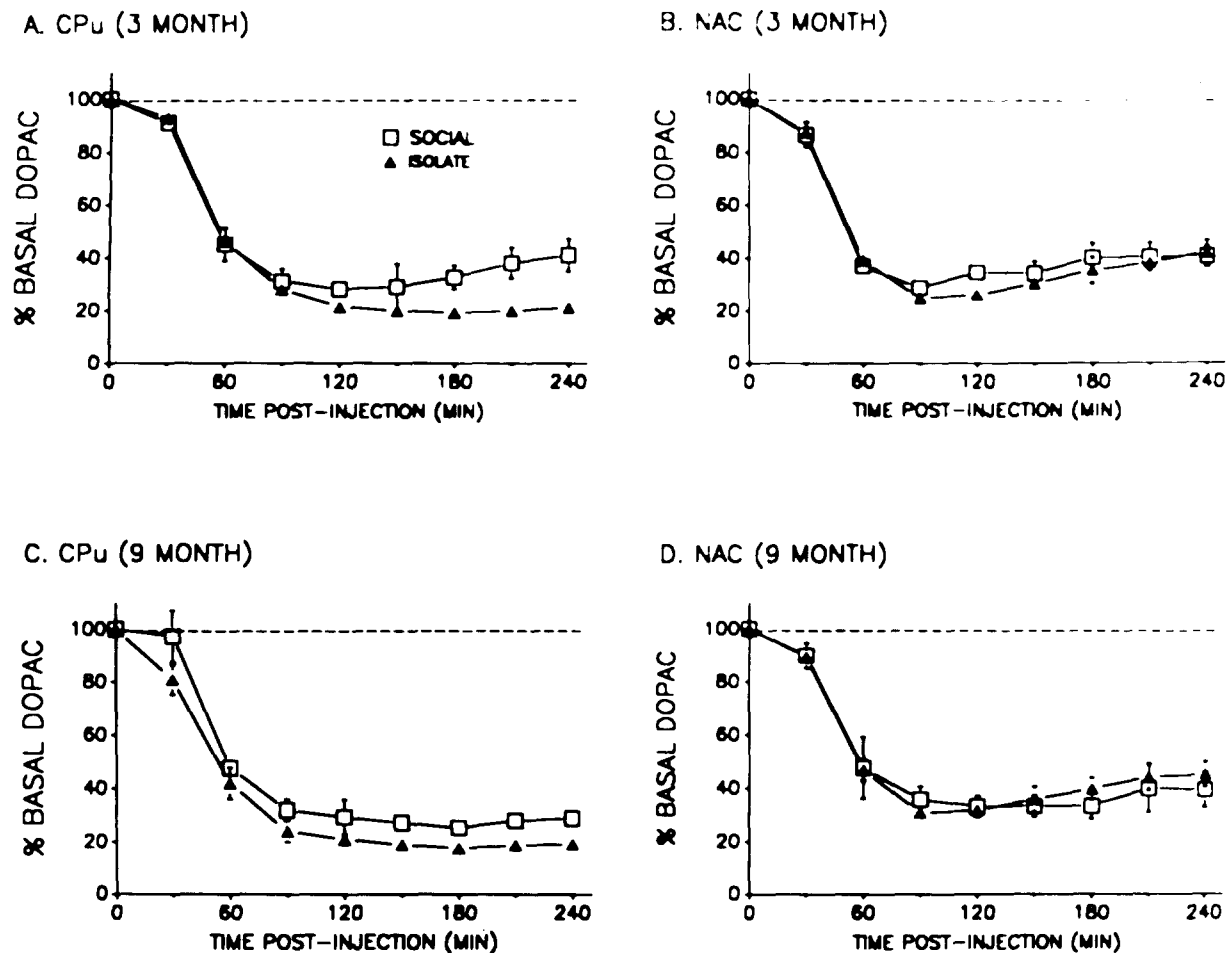 A. CPu (3 MONTH)
% BASAL DOPAC
100
80
60
40
20
0
SOCIAL
ISOLATE
0 60 120 180 240
TIME POST-INJECTION (MIN)
B. NAC (3 MONTH)
% BASAL DOPAC
100
80
60
40
20
0
0 60 120 180 240
TIME POST-INJECTION (MIN)
C. CPu (9 MONTH)
% BASAL DOPAC
100
80
60
40
20
0
0 60 120 180 240
TIME POST-INJECTION (MIN)
D. NAC (9 MONTH)
% BASAL DOPAC
100
80
60
40
20
0
0 60 120 180 240
TIME POST-INJECTION (MIN)